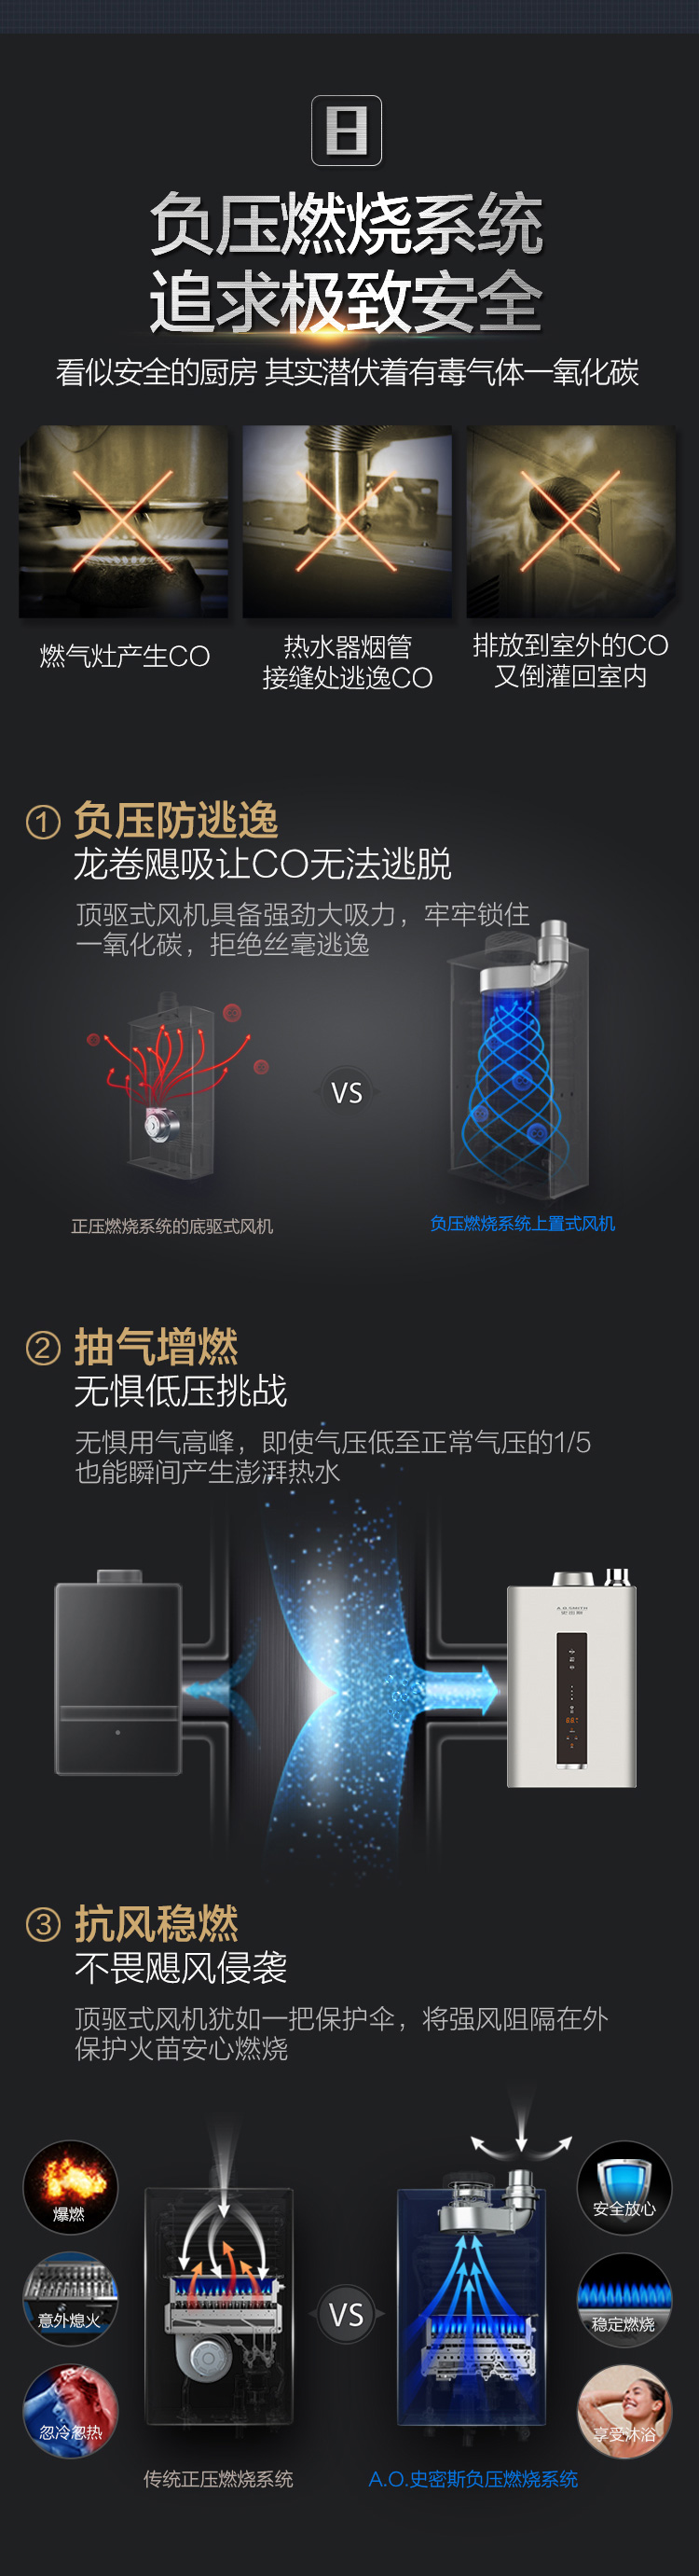 负压燃烧系统
追求极致安全
看似安全的厨房 其实潜伏着有毒气体一氧化碳
燃气灶产生CO
热水器烟管
接缝处逃逸CO
排放到室外的CO
又倒灌回室内
① 负压防逃逸
龙卷飓吸让CO无法逃脱
顶驱式风机具备强劲大吸力，牢牢锁住
一氧化碳，拒绝丝毫逃逸
VS
正压燃烧系统的底驱式风机
负压燃烧系统上置式风机
② 抽气增燃
无惧低压挑战
无惧用气高峰，即使气压低至正常气压的1/5
也能瞬间产生澎湃热水
A.O.SMITH
③ 抗风稳燃
不畏飓风侵袭
顶驱式风机犹如一把保护伞，将强风阻隔在外
保护火苗安心燃烧
爆燃
意外熄火
忽冷忽热
VS
安全放心
稳定燃烧
享受沐浴
传统正压燃烧系统
A.O.史密斯负压燃烧系统